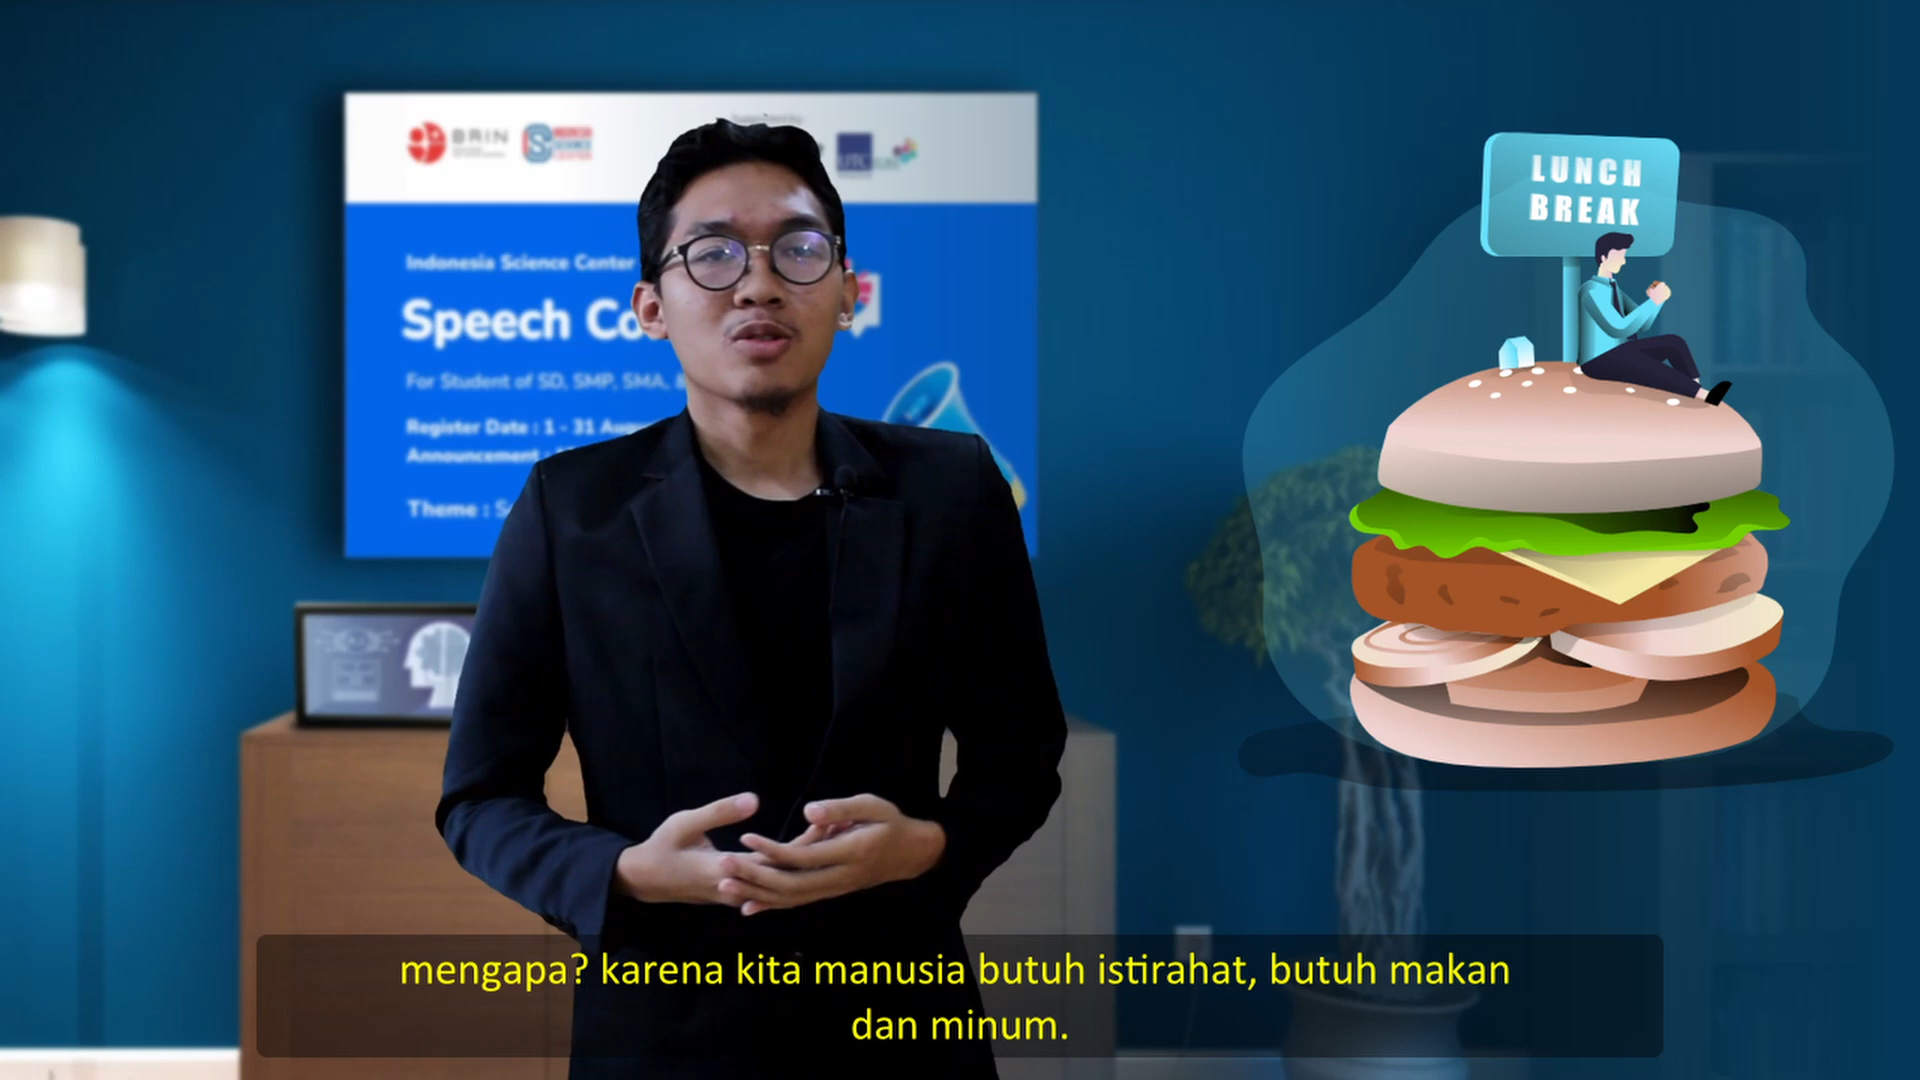 BRIN
Indonesia Science Center
Speech Co
For Student of SD, SMP, SMA,
Register Date : 1 - 31 Augu
Announcement :
Theme :
LUNCH
BREAK
mengapa? karena kita manusia butuh istirahat, butuh makan
dan minum.